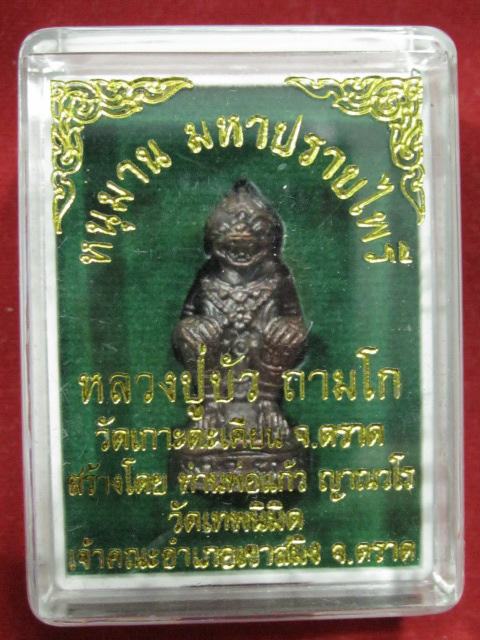 หนุมาน มหาปราบไพรี
หลวงปู่บัว ถามโก
วัดเกาะตะเคียน จ.ตราด
สร้างโดย ท่านพ่อแก้ว ญาณวโร
วัดเทพนิมิต
เจ้าคณะอำเภอเขาสมิง จ.ตราด